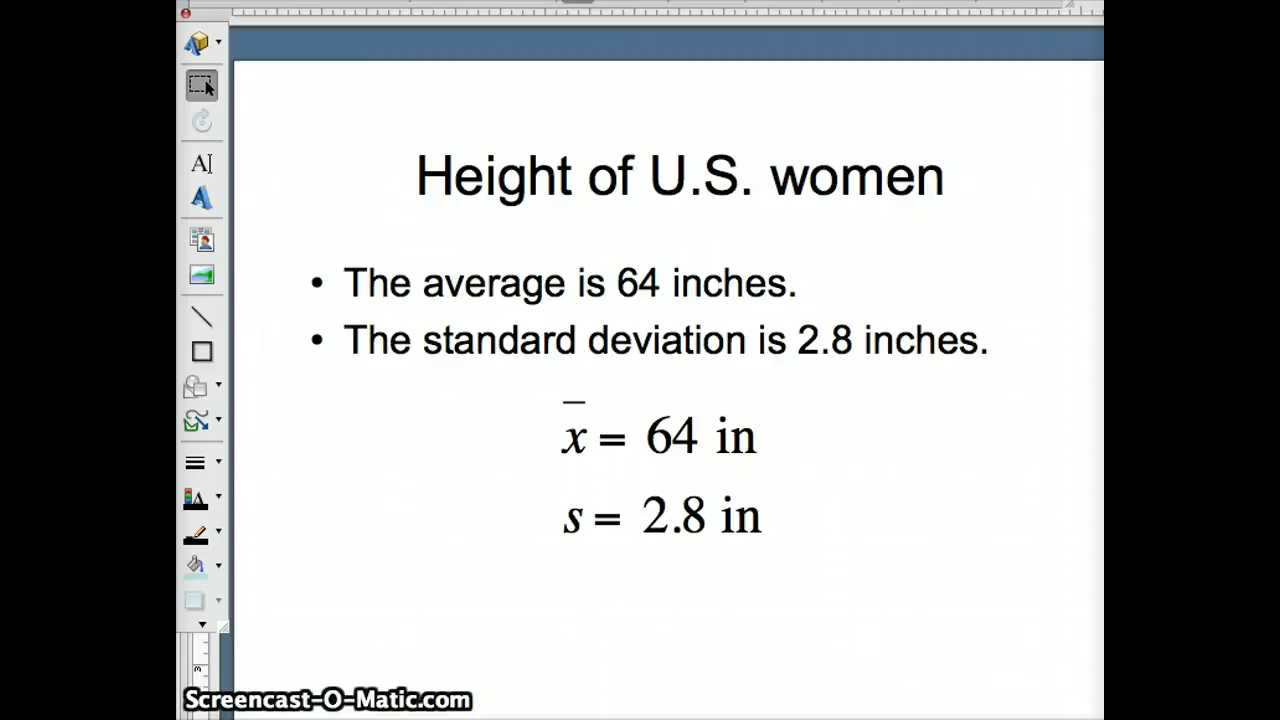 Height of U.S. women
• The average is 64 inches.
• The standard deviation is 2.8 inches.
x̅ = 64 in
s = 2.8 in
Screencast-O-Matic.com